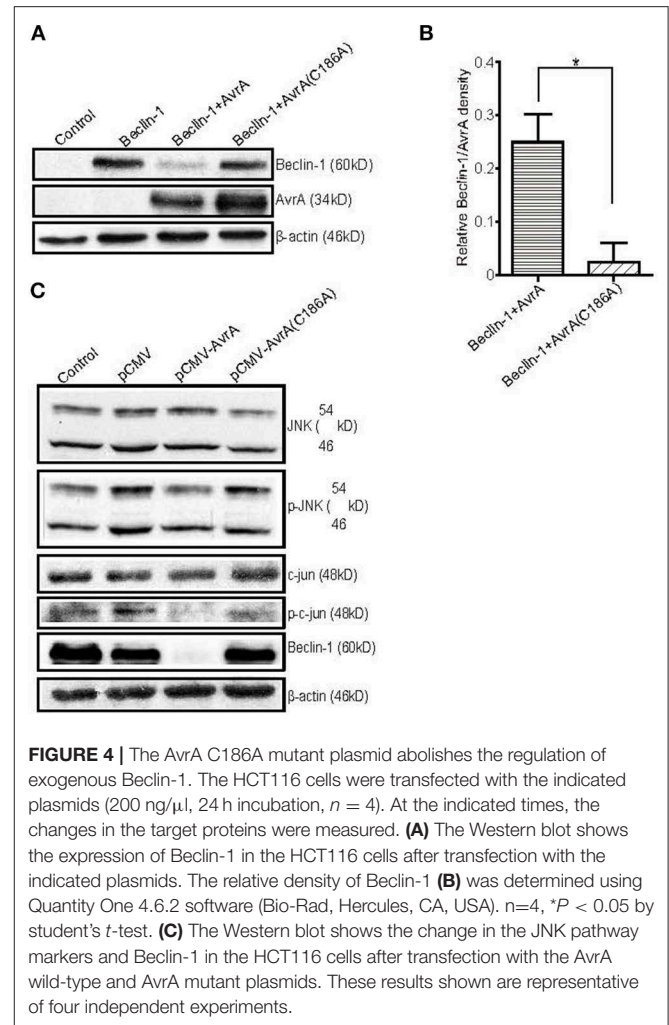 A
Control
Beclin-1
Beclin-1+AvrA
Beclin-1+AvrA(C186A)
Beclin-1 (60kD)
AvrA (34kD)
β-actin (46kD)
B
Relative Beclin-1/AvrA density
0.4
0.3
0.2
0.1
0
*
Beclin-1+AvrA
Beclin-1+AvrA(C186A)
C
Control
pCMV
pCMV-AvrA
pCMV-AvrA(C186A)
54
JNK ( kD)
46
54
p-JNK ( kD)
46
c-jun (48kD)
p-c-jun (48kD)
Beclin-1 (60kD)
β-actin (46kD)
FIGURE 4 | The AvrA C186A mutant plasmid abolishes the regulation of
exogenous Beclin-1. The HCT116 cells were transfected with the indicated
plasmids (200 ng/μl, 24 h incubation, n = 4). At the indicated times, the
changes in the target proteins were measured. (A) The Western blot shows
the expression of Beclin-1 in the HCT116 cells after transfection with the
indicated plasmids. The relative density of Beclin-1 (B) was determined using
Quantity One 4.6.2 software (Bio-Rad, Hercules, CA, USA). n=4, *P < 0.05 by
student's t-test. (C) The Western blot shows the change in the JNK pathway
markers and Beclin-1 in the HCT116 cells after transfection with the AvrA
wild-type and AvrA mutant plasmids. These results shown are representative
of four independent experiments.